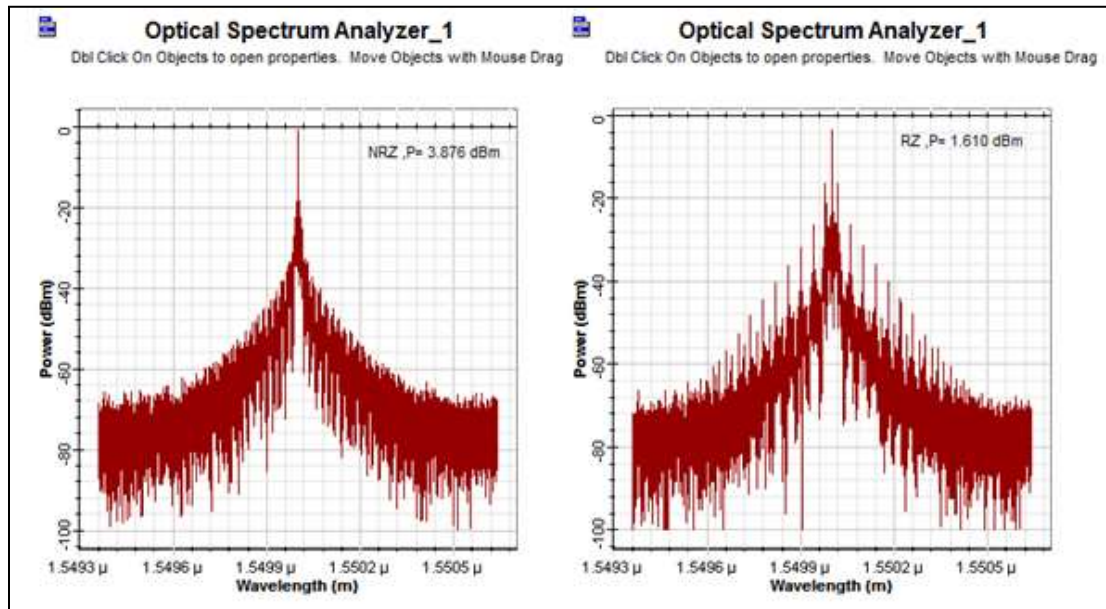 Optical Spectrum Analyzer_1
Dbl Click On Objects to open properties. Move Objects with Mouse Drag
NRZ ,P= 3.876 dBm
Power (dBm)
0
-20
-40
-60
-80
-100
1.5493 µ 1.5496 µ 1.5499 µ 1.5502 µ 1.5505 µ
Wavelength (m)
Optical Spectrum Analyzer_1
Dbl Click On Objects to open properties. Move Objects with Mouse Drag
RZ ,P= 1.610 dBm
Power (dBm)
0
-20
-40
-60
-80
-100
1.5493 µ 1.5496 µ 1.5499 µ 1.5502 µ 1.5505 µ
Wavelength (m)